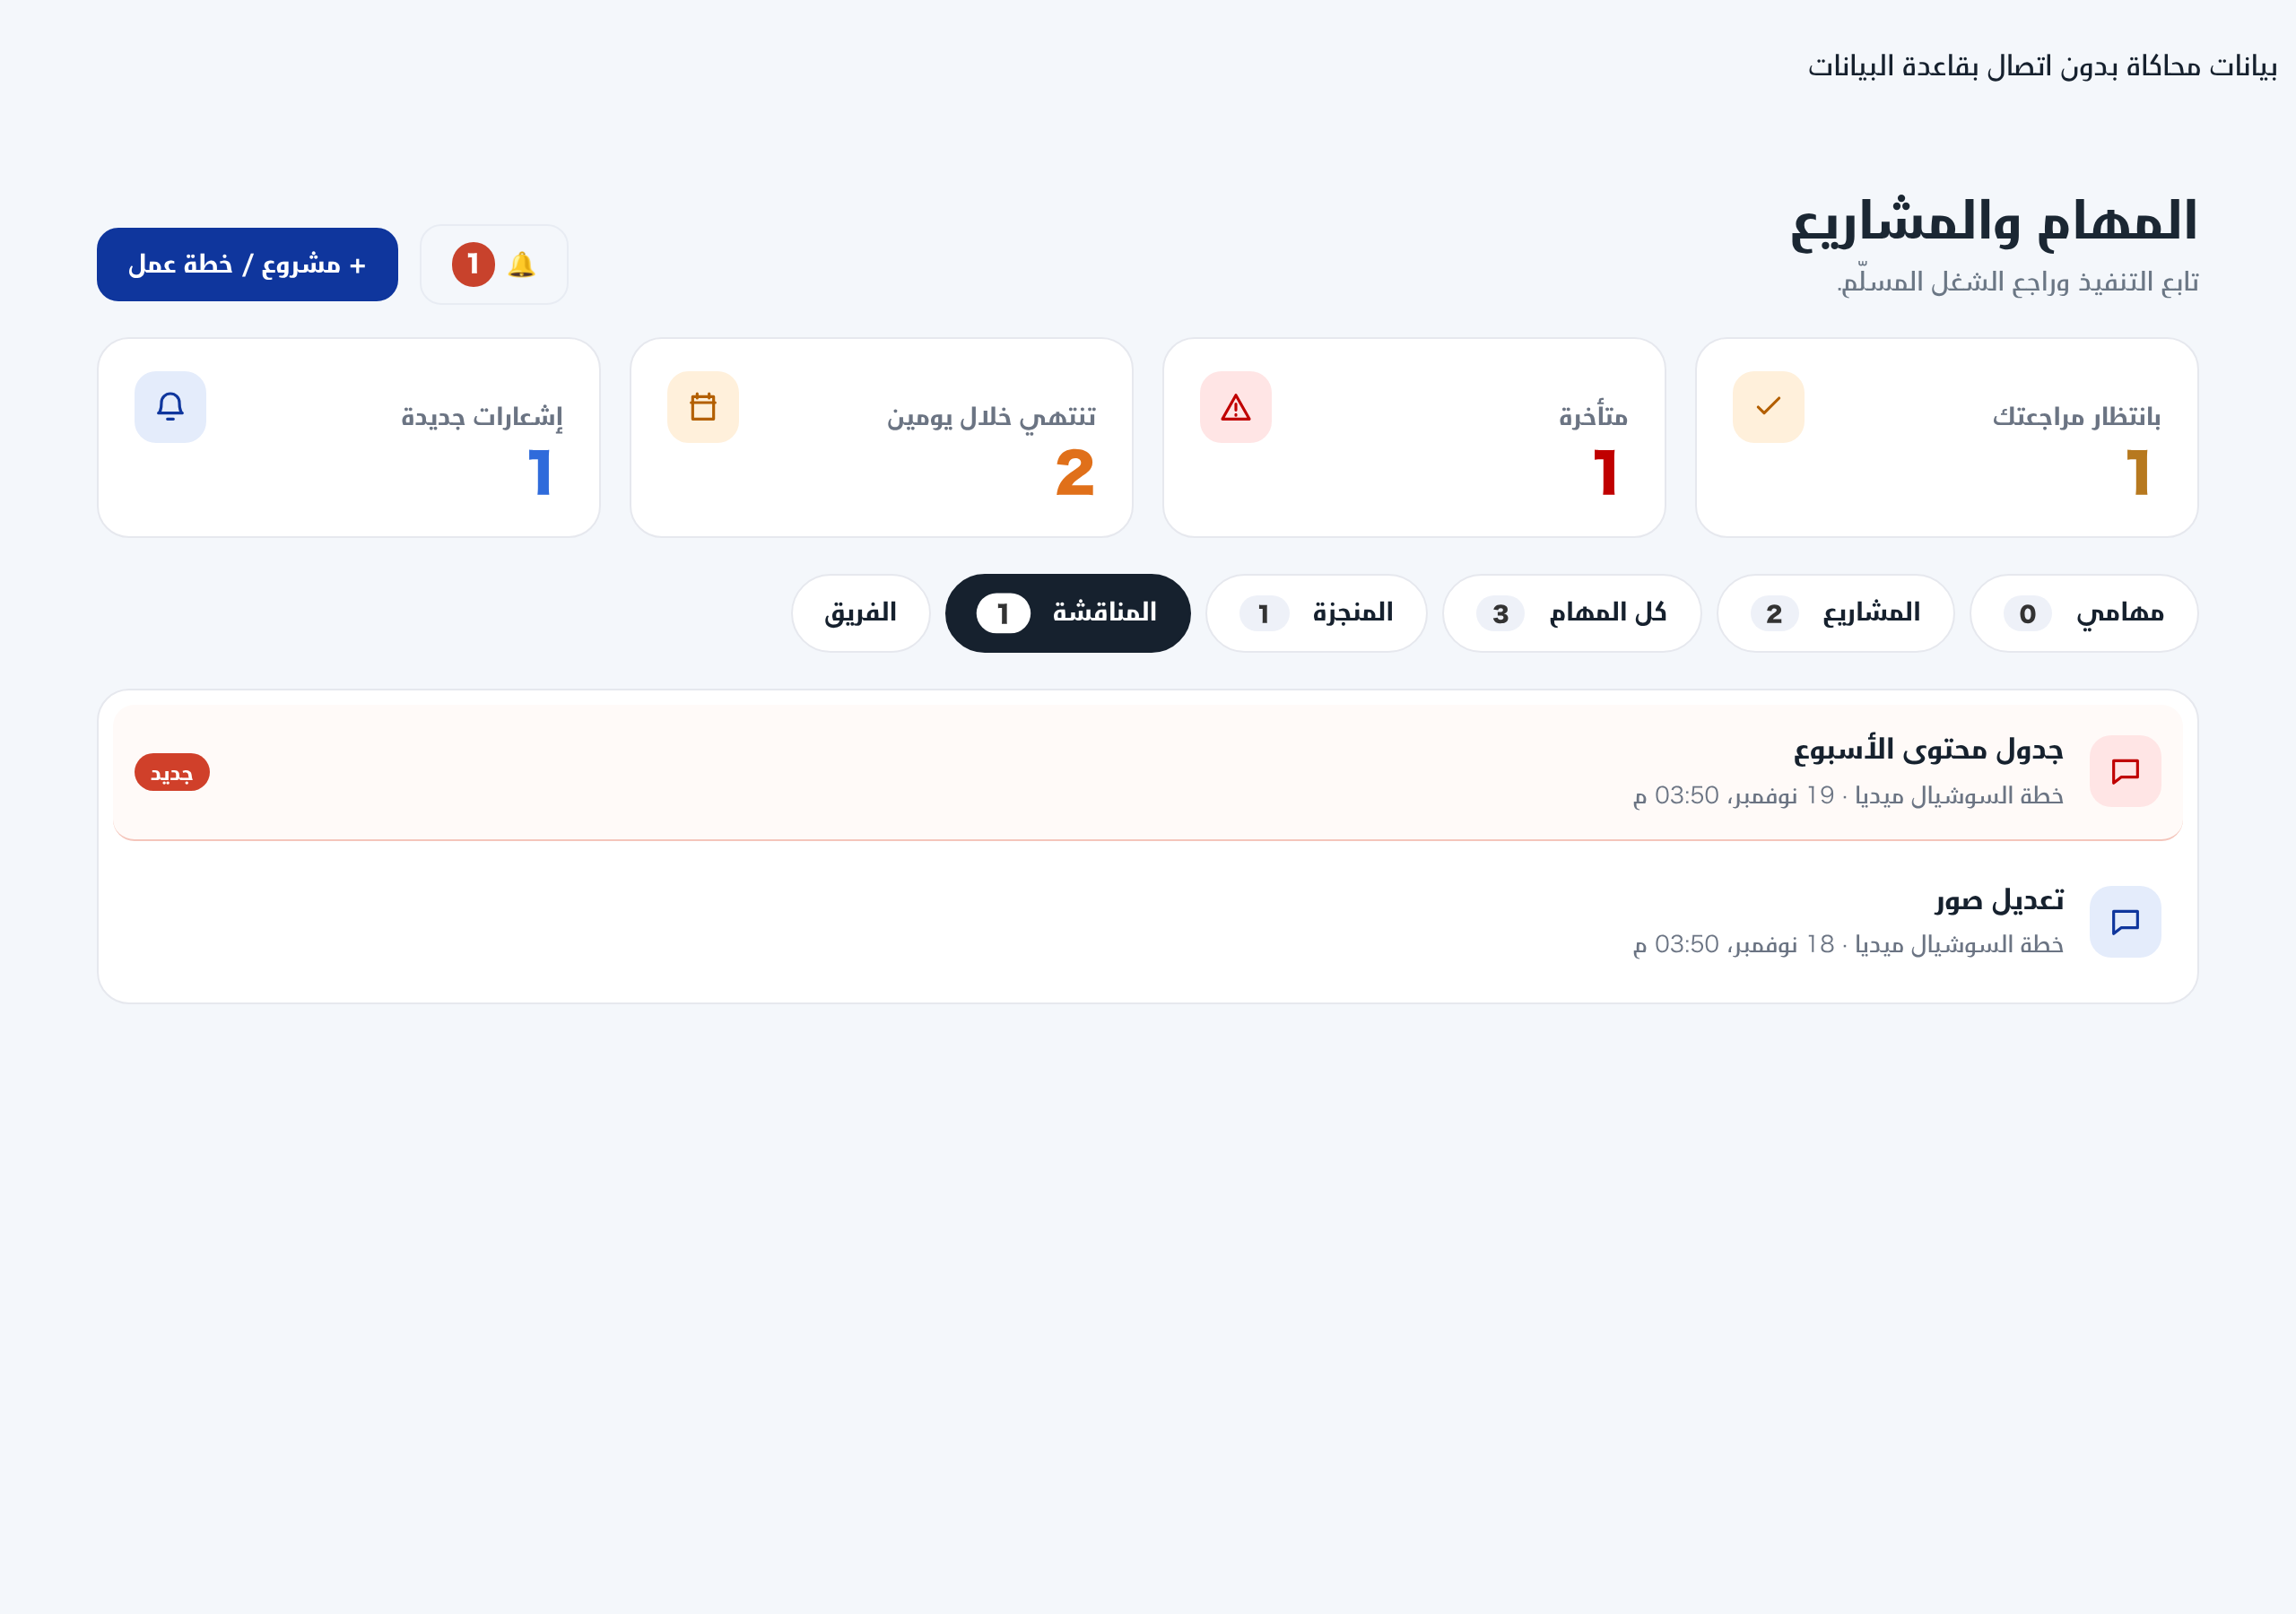 بيانات محاكاة بدون اتصال بقاعدة البيانات
المهام والمشاريع
تابع التنفيذ وراجع الشغل المسلّم.
🔔 1
+ مشروع / خطة عمل
بانتظار مراجعتك
1
متأخرة
1
تنتهي خلال يومين
2
إشعارات جديدة
1
مهامي 0
المشاريع 2
كل المهام 3
المنجزة 1
المناقشة 1
الفريق
جدول محتوى الأسبوع
خطة السوشيال ميديا · 19 نوفمبر، 03:50 م
جديد
تعديل صور
خطة السوشيال ميديا · 18 نوفمبر، 03:50 م